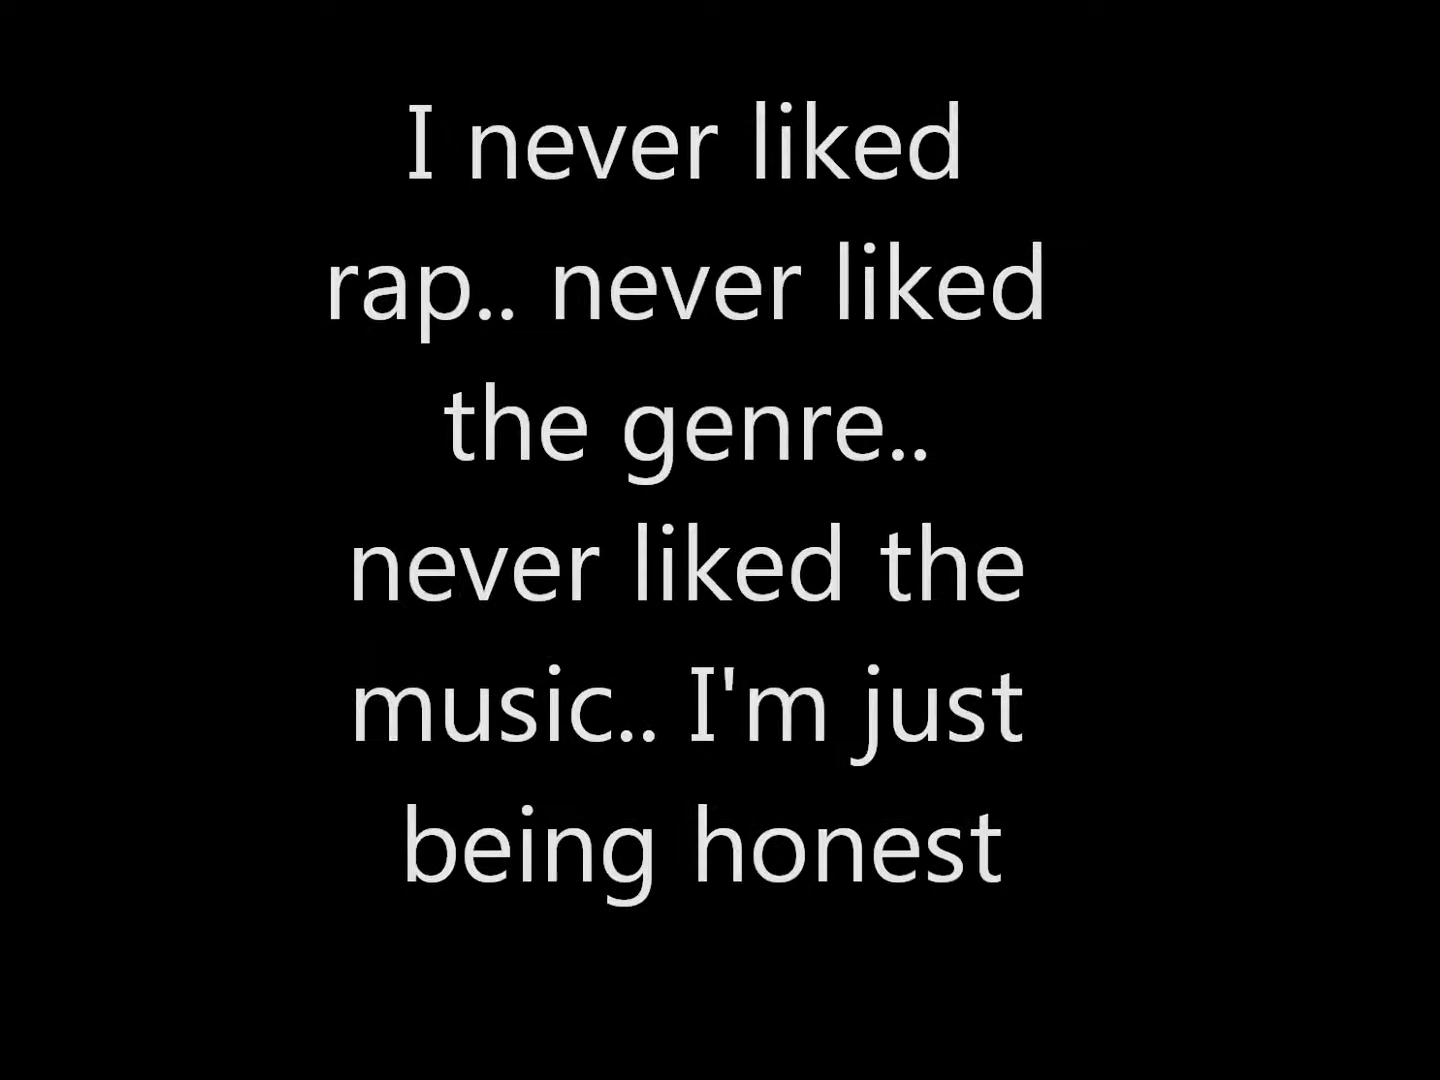 I never liked
rap.. never liked
the genre..
never liked the
music.. I'm just
being honest